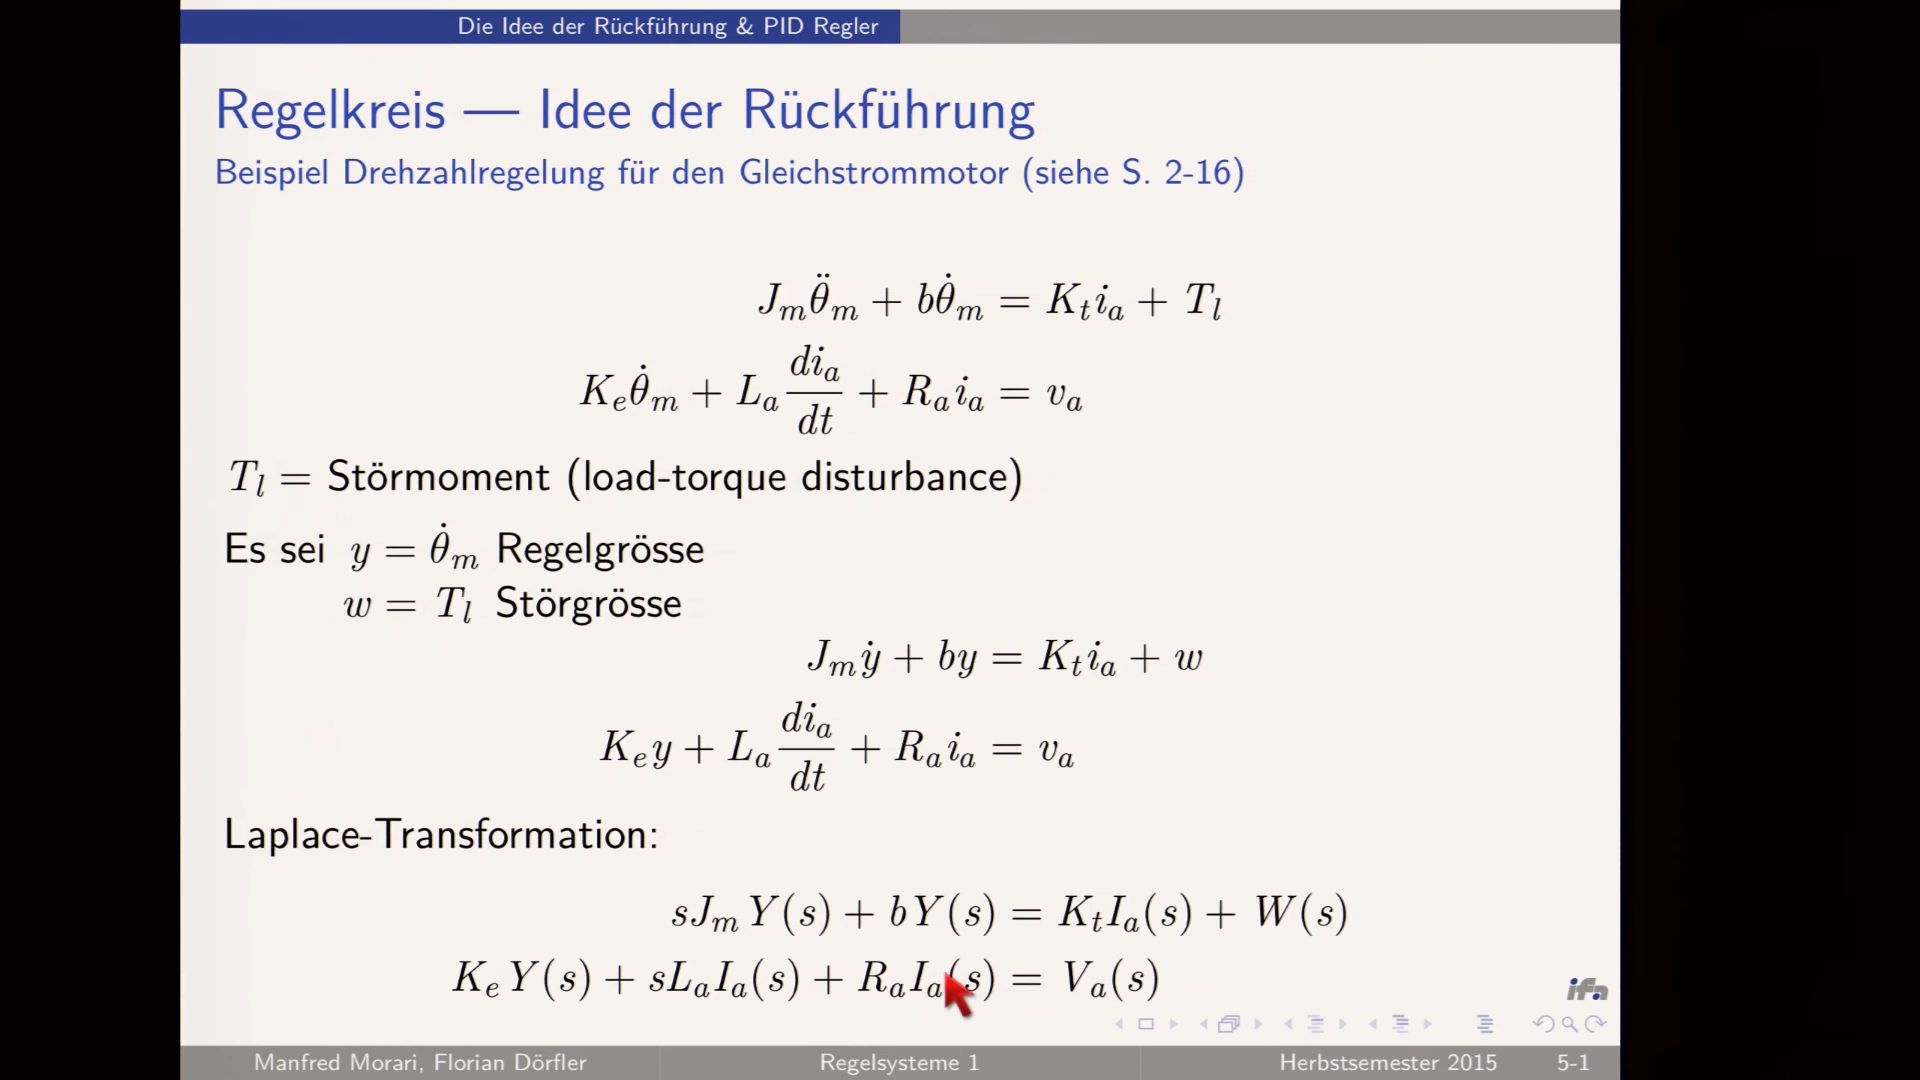 Die Idee der Rückführung & PID Regler
Regelkreis — Idee der Rückführung
Beispiel Drehzahlregelung für den Gleichstrommotor (siehe S. 2-16)
J_m θ̈_m + b θ̇_m = K_t i_a + T_l
K_e θ̇_m + L_a di_a/dt + R_a i_a = v_a
T_l = Störmoment (load-torque disturbance)
Es sei y = θ̇_m Regelgrösse
w = T_l Störgrösse
J_m ẏ + by = K_t i_a + w
K_e y + L_a di_a/dt + R_a i_a = v_a
Laplace-Transformation:
sJ_m Y(s) + bY(s) = K_t I_a(s) + W(s)
K_e Y(s) + sL_a I_a(s) + R_a I_a(s) = V_a(s)
ifa
Manfred Morari, Florian Dörfler Regelsysteme 1 Herbstsemester 2015 5-1